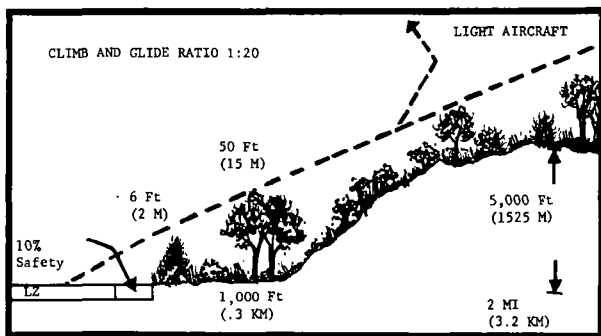 LIGHT AIRCRAFT
CLIMB AND GLIDE RATIO 1:20
50 Ft
(15 M)
6 Ft
(2 M)
10%
Safety
LZ
1,000 Ft
(.3 KM)
5,000 Ft
(1525 M)
2 MI
(3.2 KM)